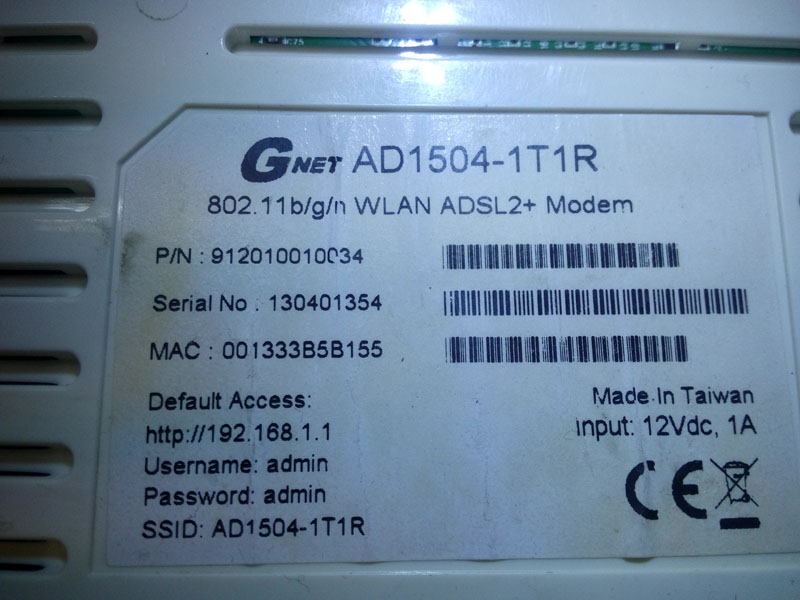 GNET AD1504-1T1R
802.11b/g/n WLAN ADSL2+ Modem
P/N : 912010010034
Serial No . 130401354
MAC : 001333B5B155
Default Access:
http://192.168.1.1
Username: admin
Password: admin
SSID: AD1504-1T1R
Made In Taiwan
input: 12Vdc, 1A
CE